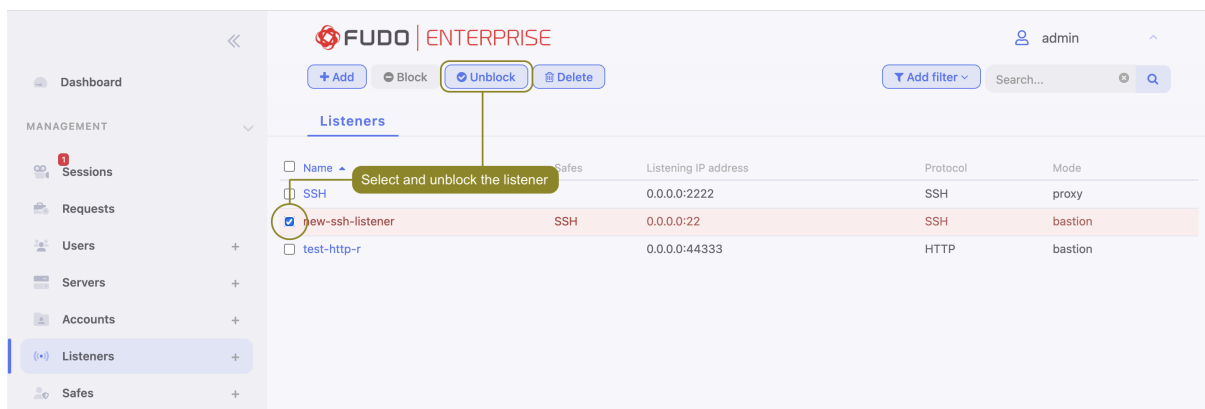 FUDO | ENTERPRISE
admin
+ Add
Block
Unblock
Delete
Add filter
Search...
Dashboard
MANAGEMENT
1
Sessions
Requests
Users +
Servers +
Accounts +
Listeners +
Safes +
Listeners
Name Safes Listening IP address Protocol Mode
Select and unblock the listener
SSH 0.0.0.0:2222 SSH proxy
new-ssh-listener SSH 0.0.0.0:22 SSH bastion
test-http-r 0.0.0.0:44333 HTTP bastion